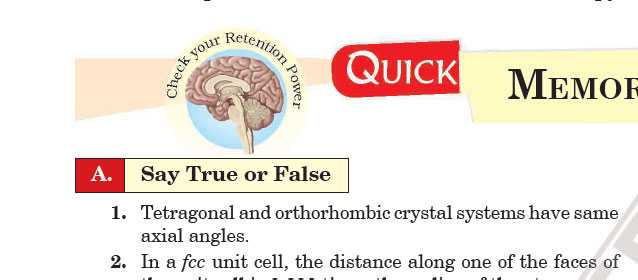 Check your Retention Power
QUICK
MEMOR
A. Say True or False
1. Tetragonal and orthorhombic crystal systems have same
axial angles.
2. In a fcc unit cell, the distance along one of the faces of